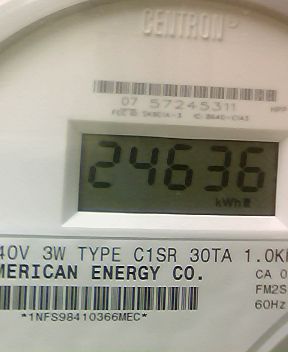 CENTRON
07 57245311
24636
kWh
40V 3W TYPE C1SR 30TA 1.0K
MERICAN ENERGY CO.
CA 0
FM2S
60Hz
*1NFS98410366MEC*